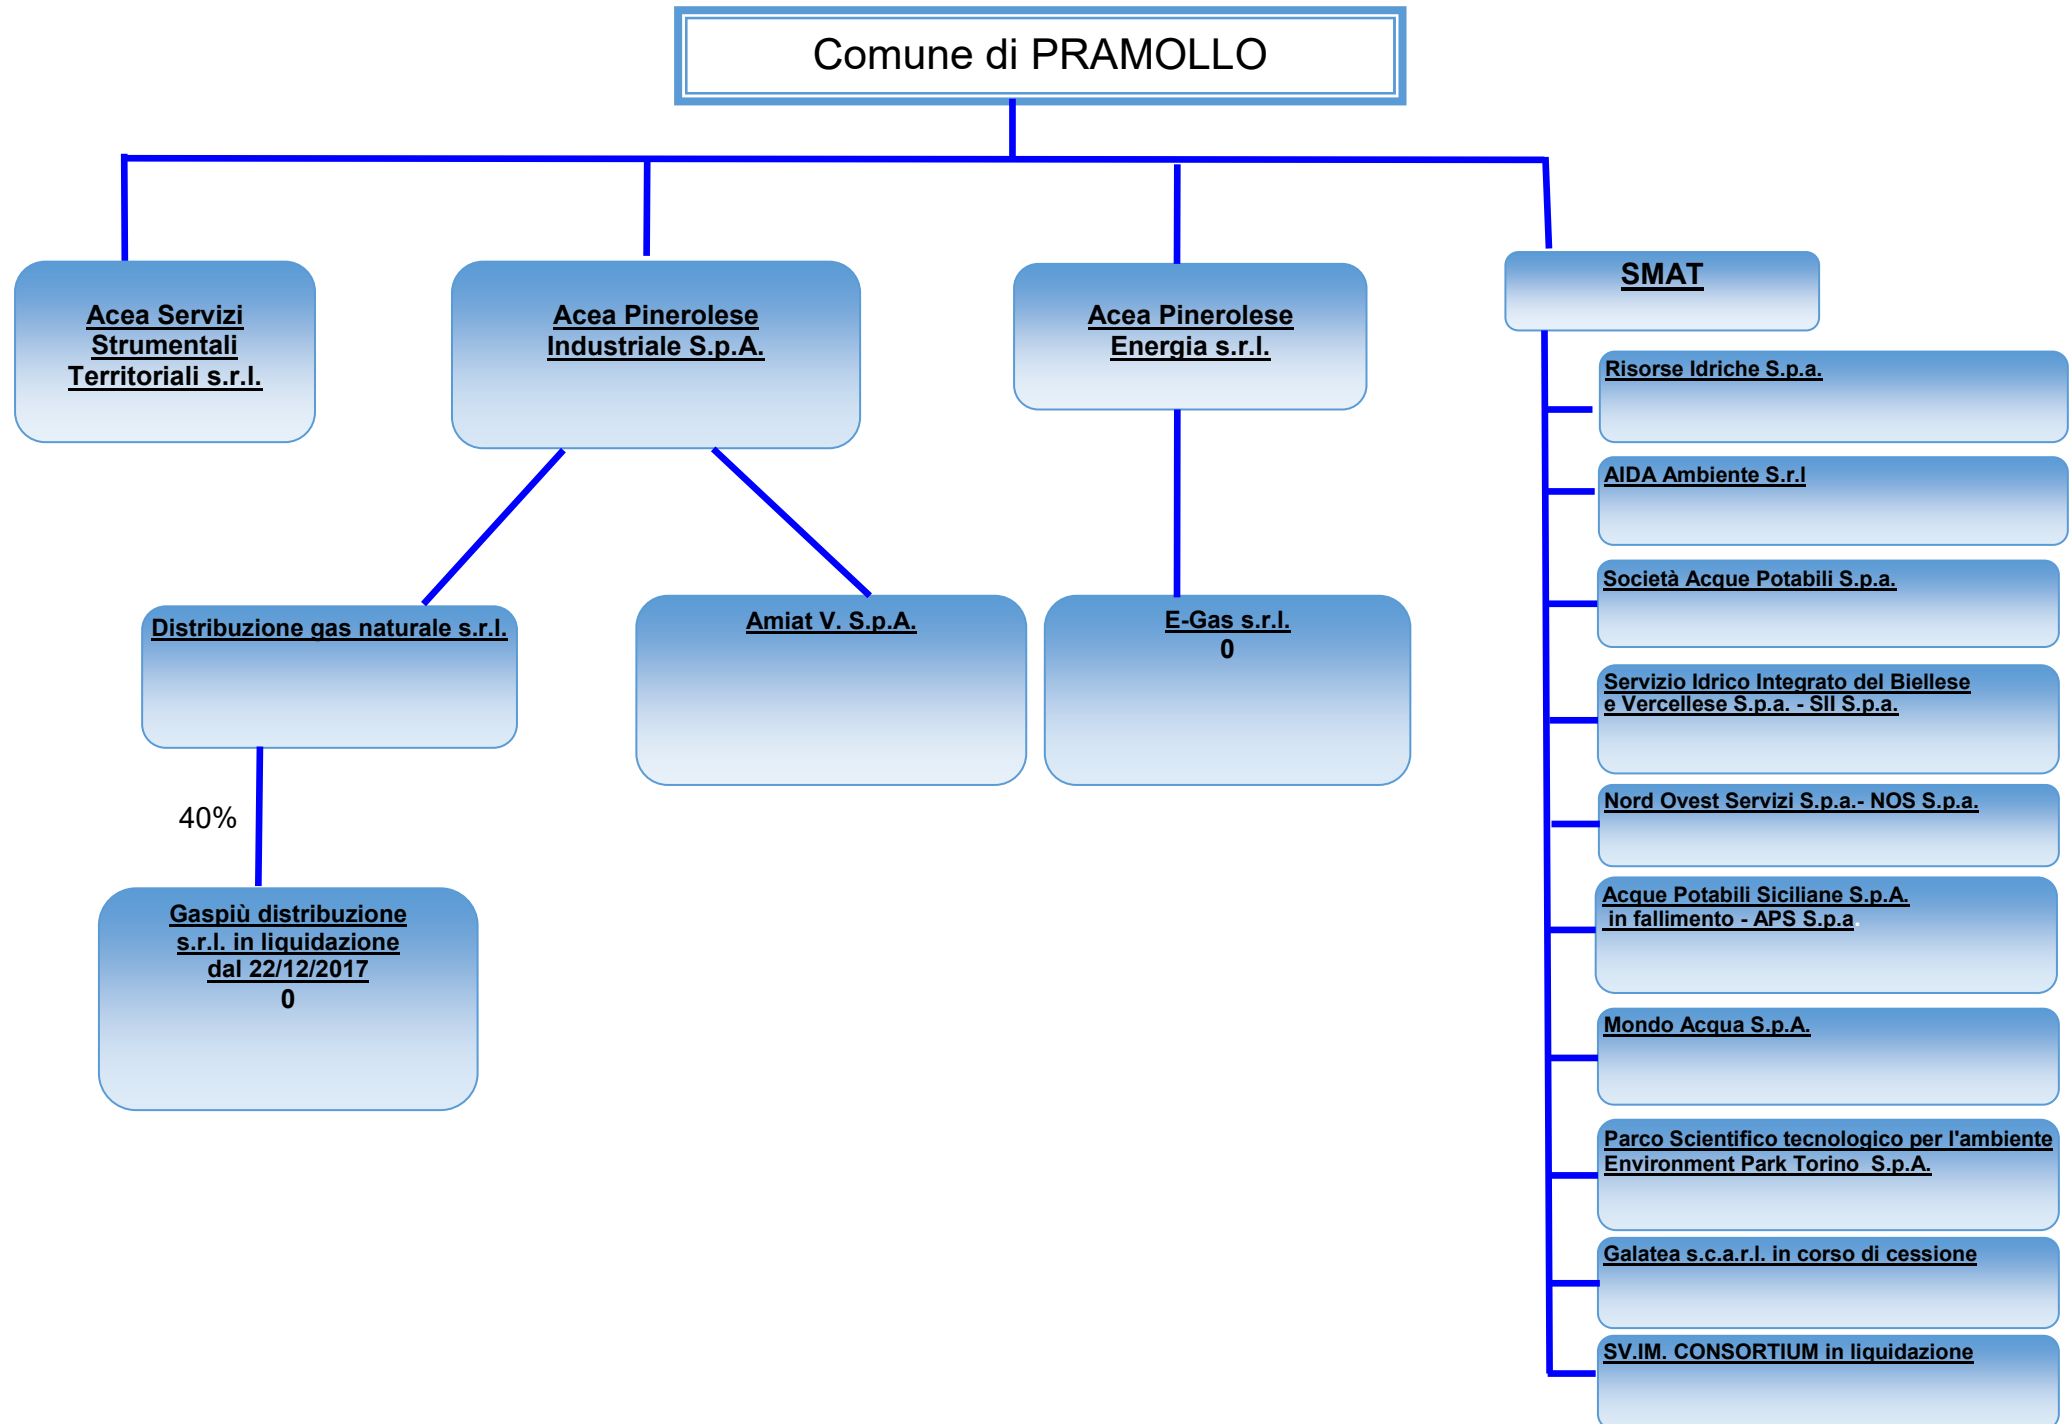 Comune di PRAMOLLO
Acea Servizi
Strumentali
Territoriali s.r.l.
Acea Pinerolese
Industriale S.p.A.
Acea Pinerolese
Energia s.r.l.
SMAT
Distribuzione gas naturale s.r.l.
Amiat V. S.p.A.
E-Gas s.r.l.
0
40%
Gaspiù distribuzione
s.r.l. in liquidazione
dal 22/12/2017
0
Risorse Idriche S.p.a.
AIDA Ambiente S.r.l
Società Acque Potabili S.p.a.
Servizio Idrico Integrato del Biellese
e Vercellese S.p.a. - SII S.p.a.
Nord Ovest Servizi S.p.a.- NOS S.p.a.
Acque Potabili Siciliane S.p.A.
in fallimento - APS S.p.a.
Mondo Acqua S.p.A.
Parco Scientifico tecnologico per l'ambiente
Environment Park Torino  S.p.A.
Galatea s.c.a.r.l. in corso di cessione
SV.IM. CONSORTIUM in liquidazione